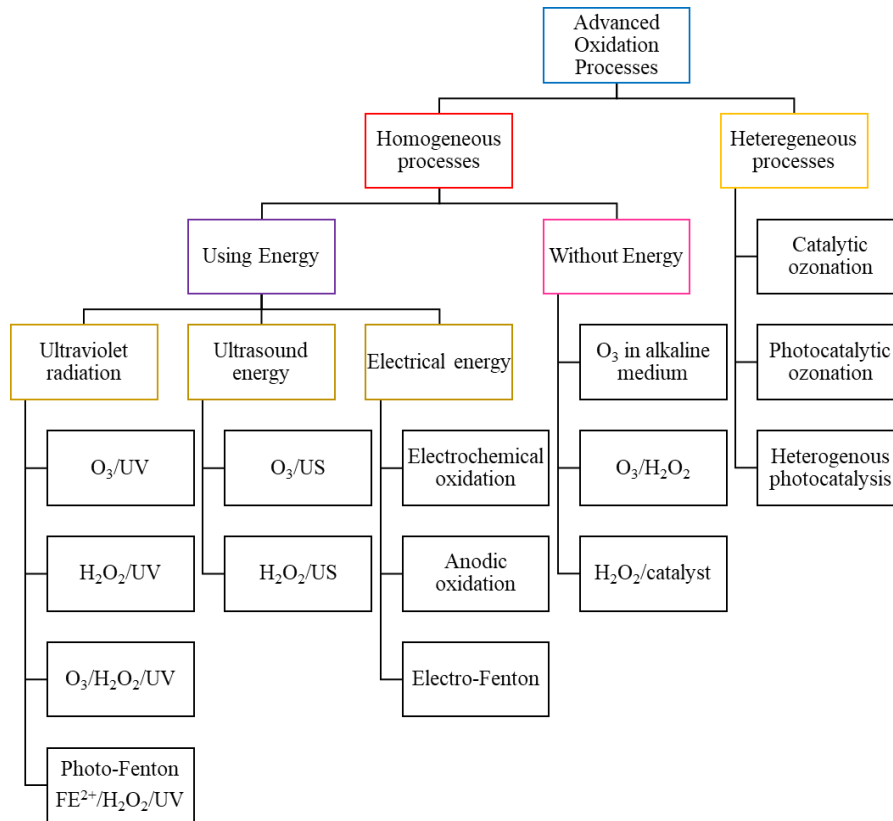 Advanced
Oxidation
Processes
Homogeneous
processes
Heteregeneous
processes
Using Energy
Without Energy
Catalytic
ozonation
Ultraviolet
radiation
Ultrasound
energy
Electrical energy
O₃ in alkaline
medium
Photocatalytic
ozonation
O₃/UV
O₃/US
Electrochemical
oxidation
O₃/H₂O₂
Heterogenous
photocatalysis
H₂O₂/UV
H₂O₂/US
Anodic
oxidation
H₂O₂/catalyst
O₃/H₂O₂/UV
Electro-Fenton
Photo-Fenton
FE²⁺/H₂O₂/UV